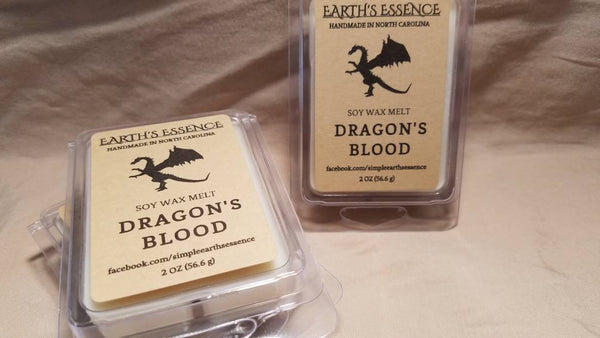 EARTH'S ESSENCE
HANDMADE IN NORTH CAROLINA
SOY WAX MELT
DRAGON'S
BLOOD
facebook.com/simpleearthsessence
2 OZ (56.6 g)
EARTH'S ESSENCE
HANDMADE IN NORTH CAROLINA
SOY WAX MELT
DRAGON'S
BLOOD
facebook.com/simpleearthsessence
2 OZ (56.6 g)